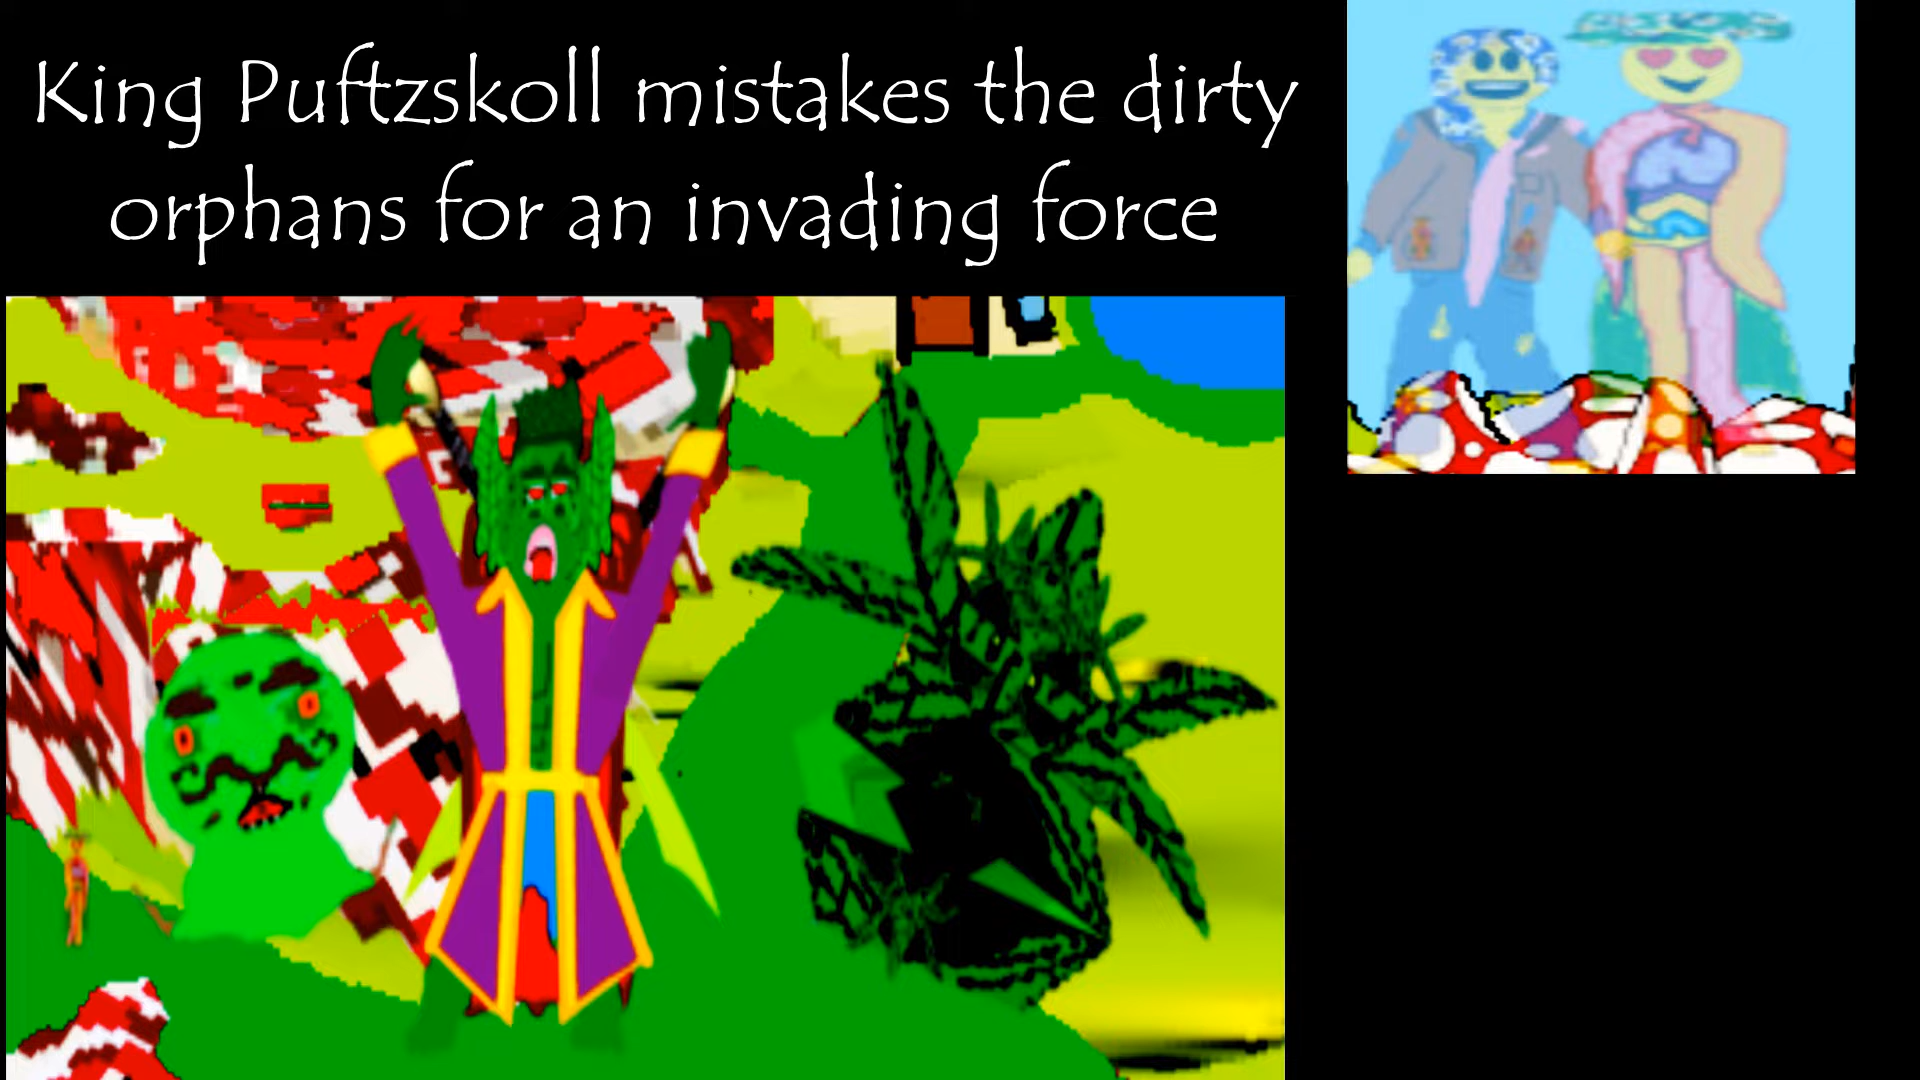 King Puftzskoll mistakes the dirty
orphans for an invading force